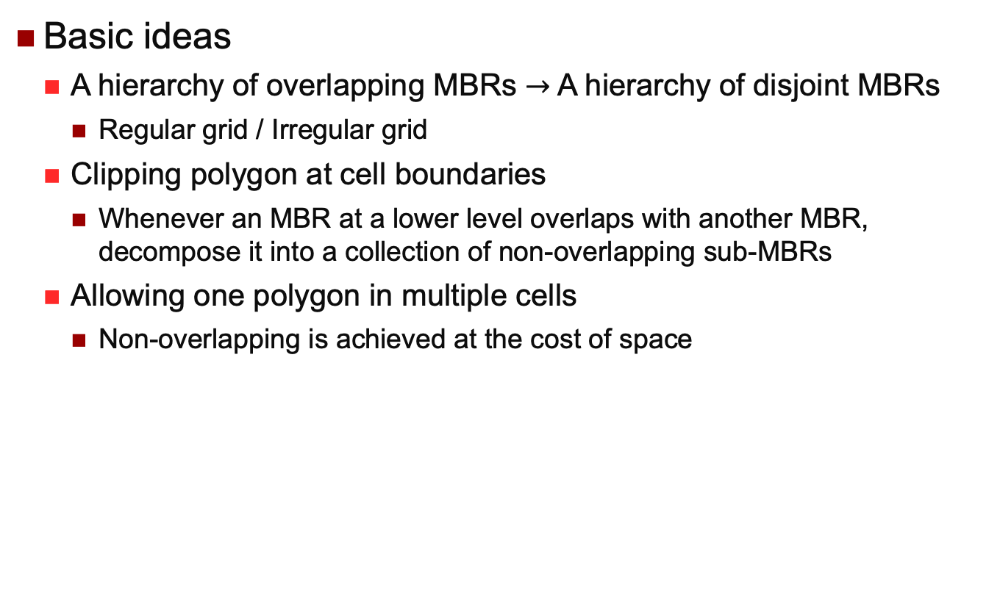 Basic ideas
A hierarchy of overlapping MBRs → A hierarchy of disjoint MBRs
Regular grid / Irregular grid
Clipping polygon at cell boundaries
Whenever an MBR at a lower level overlaps with another MBR,
decompose it into a collection of non-overlapping sub-MBRs
Allowing one polygon in multiple cells
Non-overlapping is achieved at the cost of space